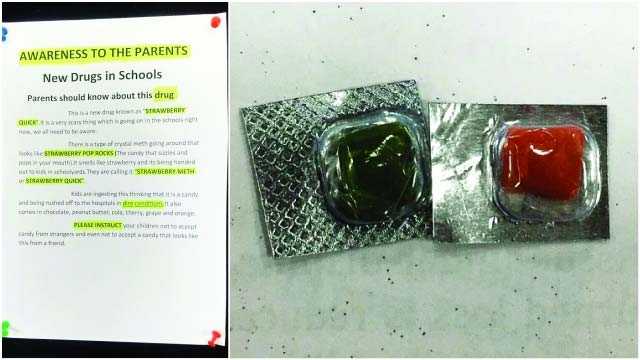 AWARENESS TO THE PARENTS
New Drugs in Schools
Parents should know about this drug
This is a new drug known as "STRAWBERRY
QUICK". It is a very scary thing which is going on in the schools right
now, we all need to be aware.
There is a type of crystal meth going around that
looks like STRAWBERRY POP ROCKS (The candy that sizzles and
pops in your mouth).It smells like strawberry and its being handed
out to kids in schoolyards. They are calling it "STRAWBERRY METH
or STRAWBERRY QUICK".
Kids are ingesting this thinking that it is a candy
and being rushed off to the hospitals in dire conditions.It also
comes in chocolate, peanut butter, cola, cherry, grape and orange.
PLEASE INSTRUCT your children not to accept
candy from strangers and even not to accept a candy that looks like
this from a friend.